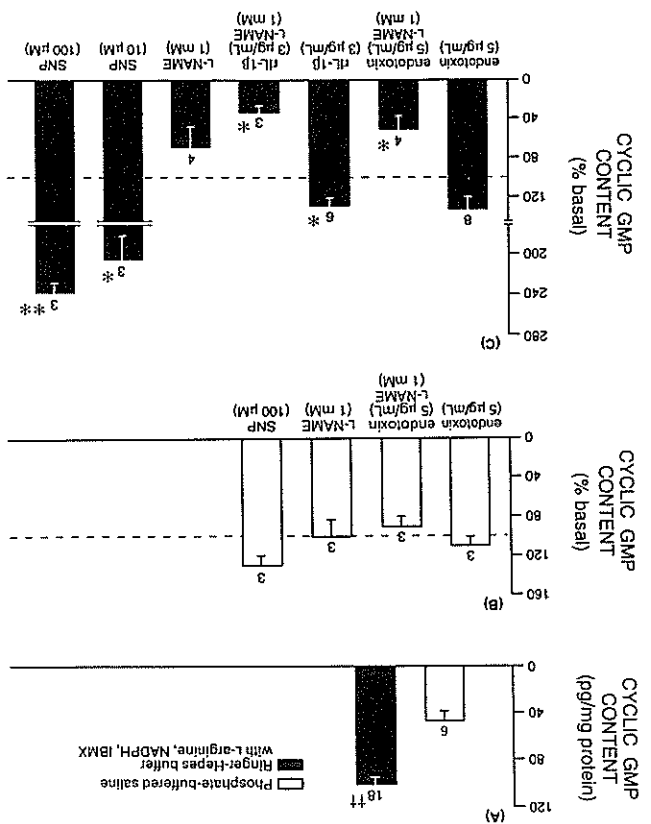 (A)
CYCLIC GMP
CONTENT
(pg/mg protein)
120
80
40
0
6
18 ††
Phosphate-buffered saline
Ringer-Hepes buffer
with L-arginine, NADPH, IBMX
(B)
CYCLIC GMP
CONTENT
(% basal)
160
120
80
40
0
3
3
3
3
endotoxin
(5 µg/mL)
endotoxin
(5 µg/mL)
L-NAME
(1 mM)
L-NAME
(1 mM)
SNP
(100 µM)
(C)
CYCLIC GMP
CONTENT
(% basal)
280
240
200
120
80
40
0
8
4 *
6 *
3 *
4
3 *
3 **
endotoxin
(5 µg/mL)
endotoxin
(5 µg/mL)
L-NAME
(1 mM)
rIL-1β
(3 µg/mL)
rIL-1β
(3 µg/mL)
L-NAME
(1 mM)
L-NAME
(1 mM)
SNP
(10 µM)
SNP
(100 µM)